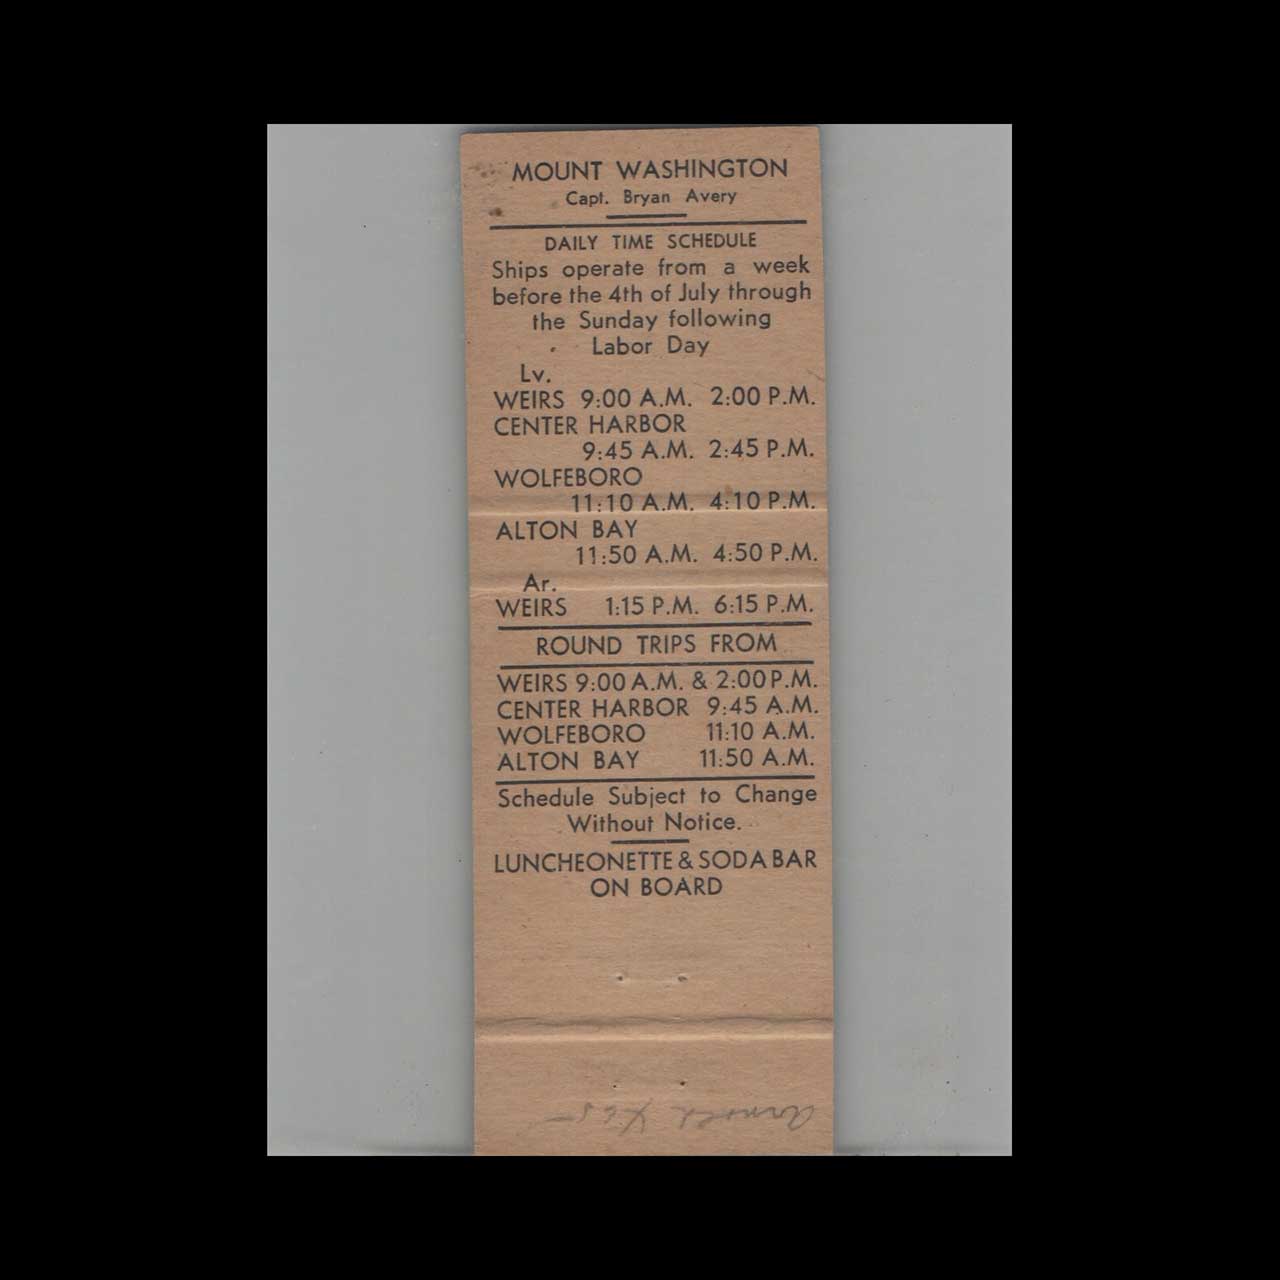 MOUNT WASHINGTON
Capt. Bryan Avery
DAILY TIME SCHEDULE
Ships operate from a week
before the 4th of July through
the Sunday following
Labor Day
Lv.
WEIRS 9:00 A.M. 2:00 P.M.
CENTER HARBOR
9:45 A.M. 2:45 P.M.
WOLFEBORO
11:10 A.M. 4:10 P.M.
ALTON BAY
11:50 A.M. 4:50 P.M.
Ar.
WEIRS 1:15 P.M. 6:15 P.M.
ROUND TRIPS FROM
WEIRS 9:00 A.M. & 2:00 P.M.
CENTER HARBOR 9:45 A.M.
WOLFEBORO 11:10 A.M.
ALTON BAY 11:50 A.M.
Schedule Subject to Change
Without Notice.
LUNCHEONETTE & SODA BAR
ON BOARD